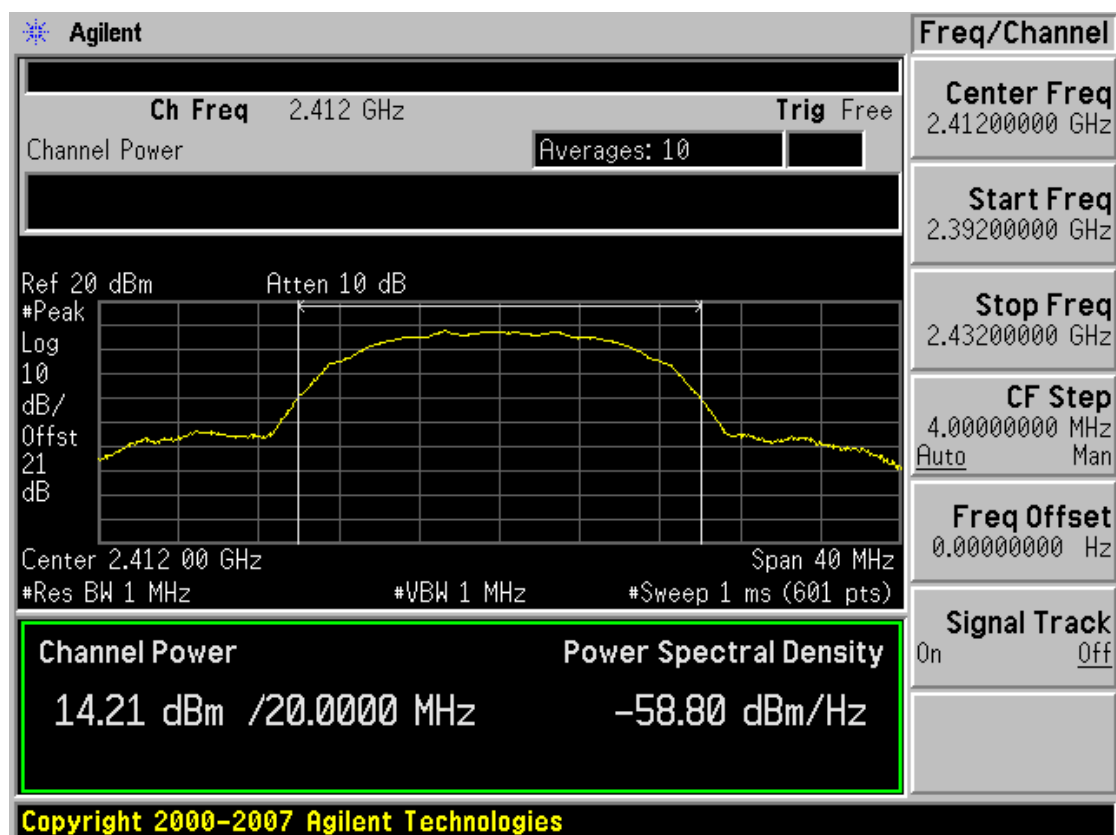 Agilent
Freq/Channel
Ch Freq 2.412 GHz Trig Free
Channel Power Averages: 10
Ref 20 dBm Atten 10 dB
#Peak
Log
10
dB/
Offst
21
dB
Center 2.412 00 GHz Span 40 MHz
#Res BW 1 MHz #VBW 1 MHz #Sweep 1 ms (601 pts)
Channel Power Power Spectral Density
14.21 dBm /20.0000 MHz -58.80 dBm/Hz
Center Freq
2.41200000 GHz
Start Freq
2.39200000 GHz
Stop Freq
2.43200000 GHz
CF Step
4.00000000 MHz
Auto Man
Freq Offset
0.00000000 Hz
Signal Track
On Off
Copyright 2000-2007 Agilent Technologies